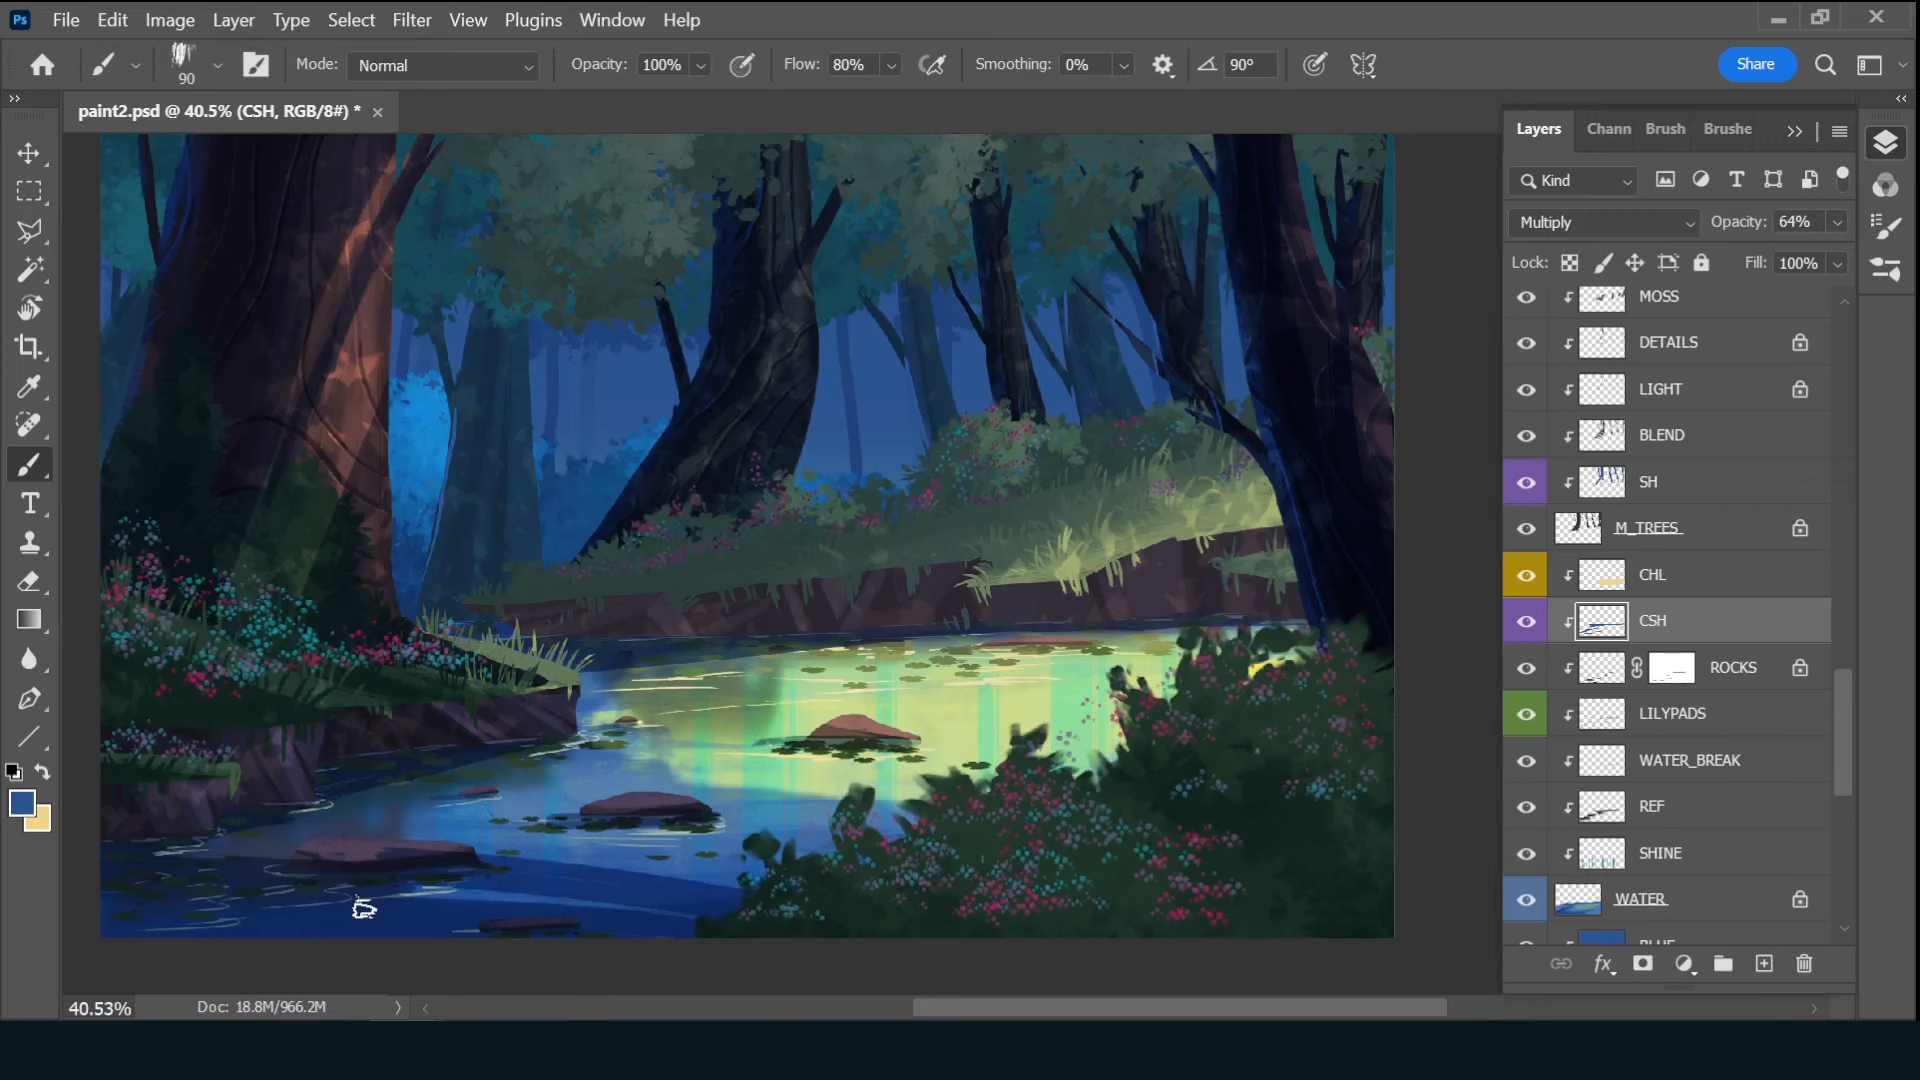 Ps File Edit Image Layer Type Select Filter View Plugins Window Help
90 Mode: Normal Opacity: 100% Flow: 80% Smoothing: 0% 90° Share
paint2.psd @ 40.5% (CSH, RGB/8#) * ×
Layers Chann Brush Brushe
Kind
Multiply Opacity: 64%
Lock: Fill: 100%
MOSS
DETAILS
LIGHT
BLEND
SH
M_TREES
CHL
CSH
ROCKS
LILYPADS
WATER_BREAK
REF
SHINE
WATER
BLUE
fx
40.53% Doc: 18.8M/966.2M